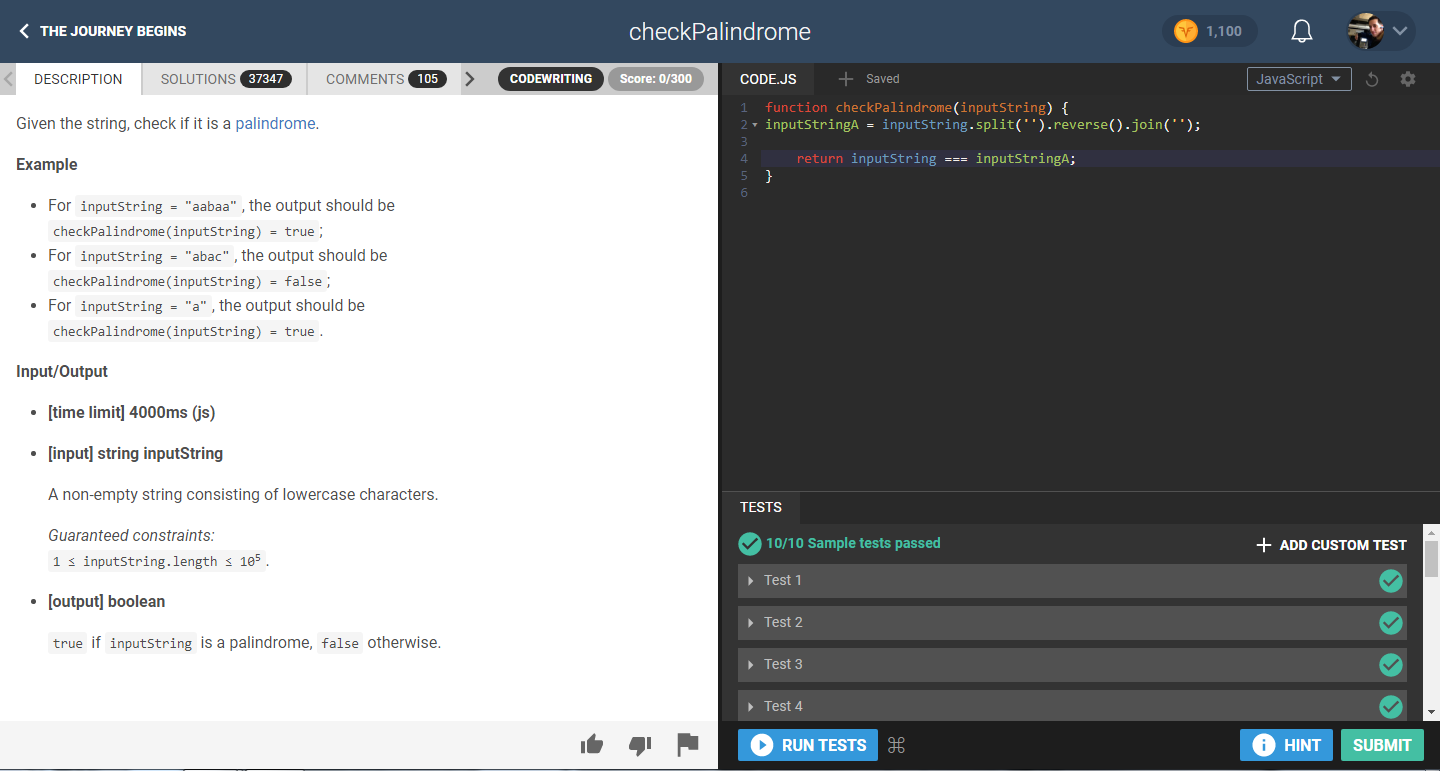 THE JOURNEY BEGINS
checkPalindrome
1,100
DESCRIPTION
SOLUTIONS 37347
COMMENTS 105
CODEWRITING
Score: 0/300
Given the string, check if it is a palindrome.
Example
• For inputString = "aabaa", the output should be
checkPalindrome(inputString) = true;
• For inputString = "abac", the output should be
checkPalindrome(inputString) = false;
• For inputString = "a", the output should be
checkPalindrome(inputString) = true.
Input/Output
• [time limit] 4000ms (js)
• [input] string inputString
A non-empty string consisting of lowercase characters.
Guaranteed constraints:
1 ≤ inputString.length ≤ 10⁵.
• [output] boolean
true if inputString is a palindrome, false otherwise.
CODE.JS
Saved
JavaScript
1 function checkPalindrome(inputString) {
2 inputStringA = inputString.split('').reverse().join('');
3
4 return inputString === inputStringA;
5 }
6
TESTS
10/10 Sample tests passed
+ ADD CUSTOM TEST
Test 1
Test 2
Test 3
Test 4
RUN TESTS
⌘
HINT
SUBMIT